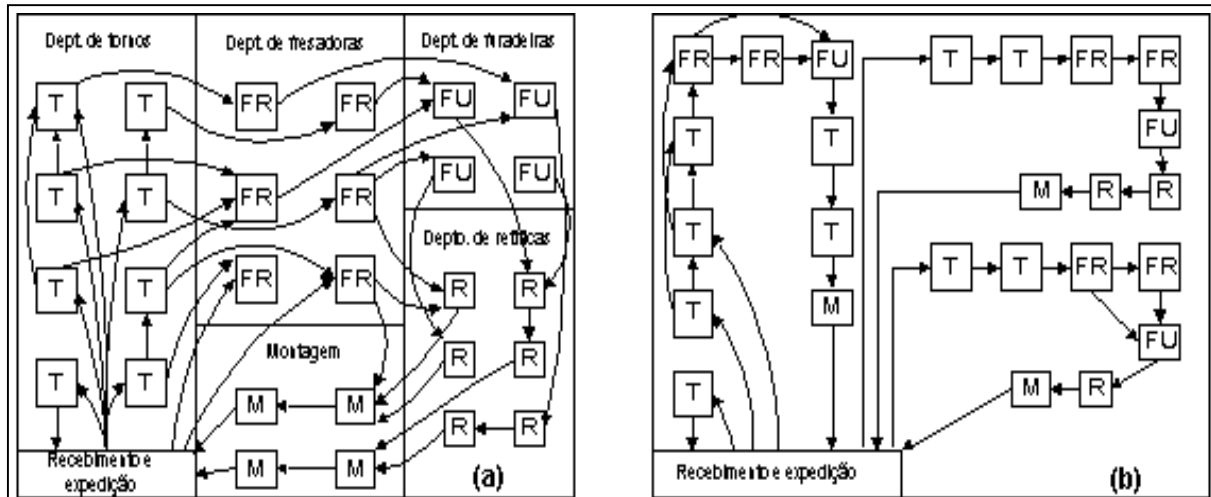 Dept. de tornos
Dept. de fresadoras
Dept. de furadeiras
T T FR FR FU FU
T T FR FR FU FU
Depto. de retíficas
T T FR FR R R
Montagem
T T R R
M M R R
M M
Recebimento e
expedição
(a)
FR FR FU T T FR FR
T T FU
M R R
T T T T FR FR
T M FU
T M R
Recebimento e expedição
(b)